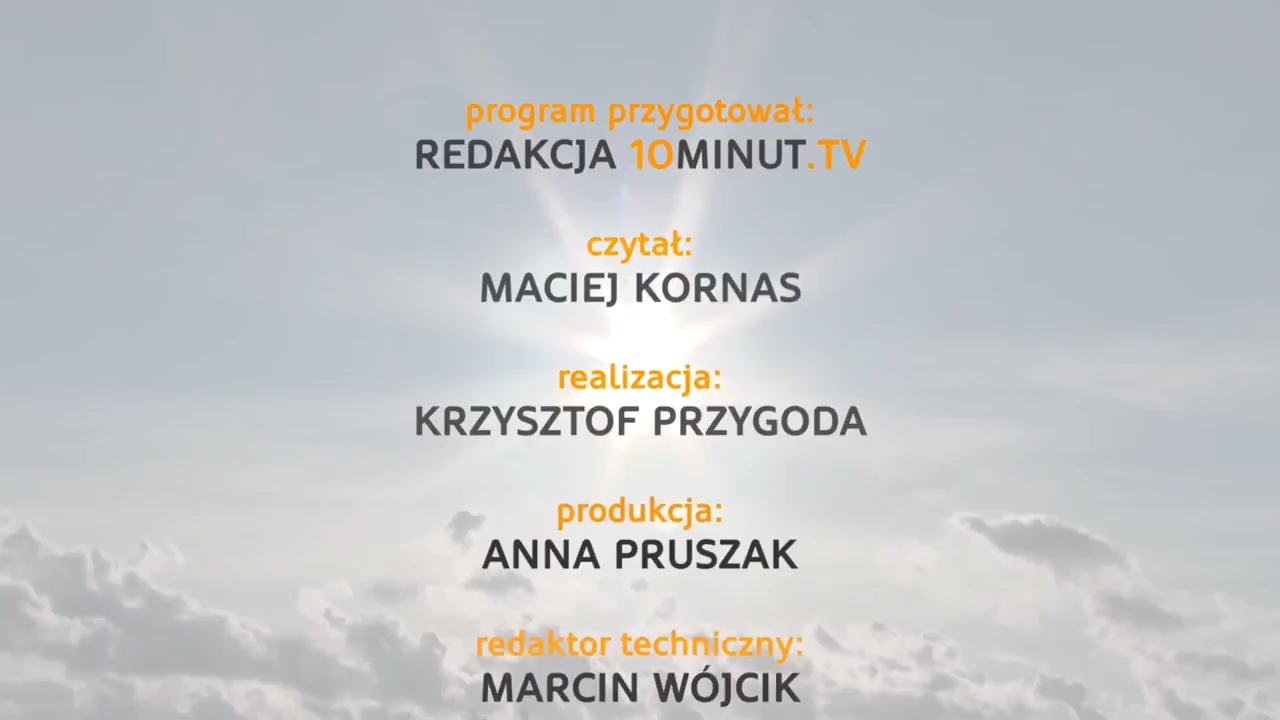 program przygotował:
REDAKCJA 10MINUT.TV
czytał:
MACIEJ KORNAS
realizacja:
KRZYSZTOF PRZYGODA
produkcja:
ANNA PRUSZAK
redaktor techniczny:
MARCIN WÓJCIK